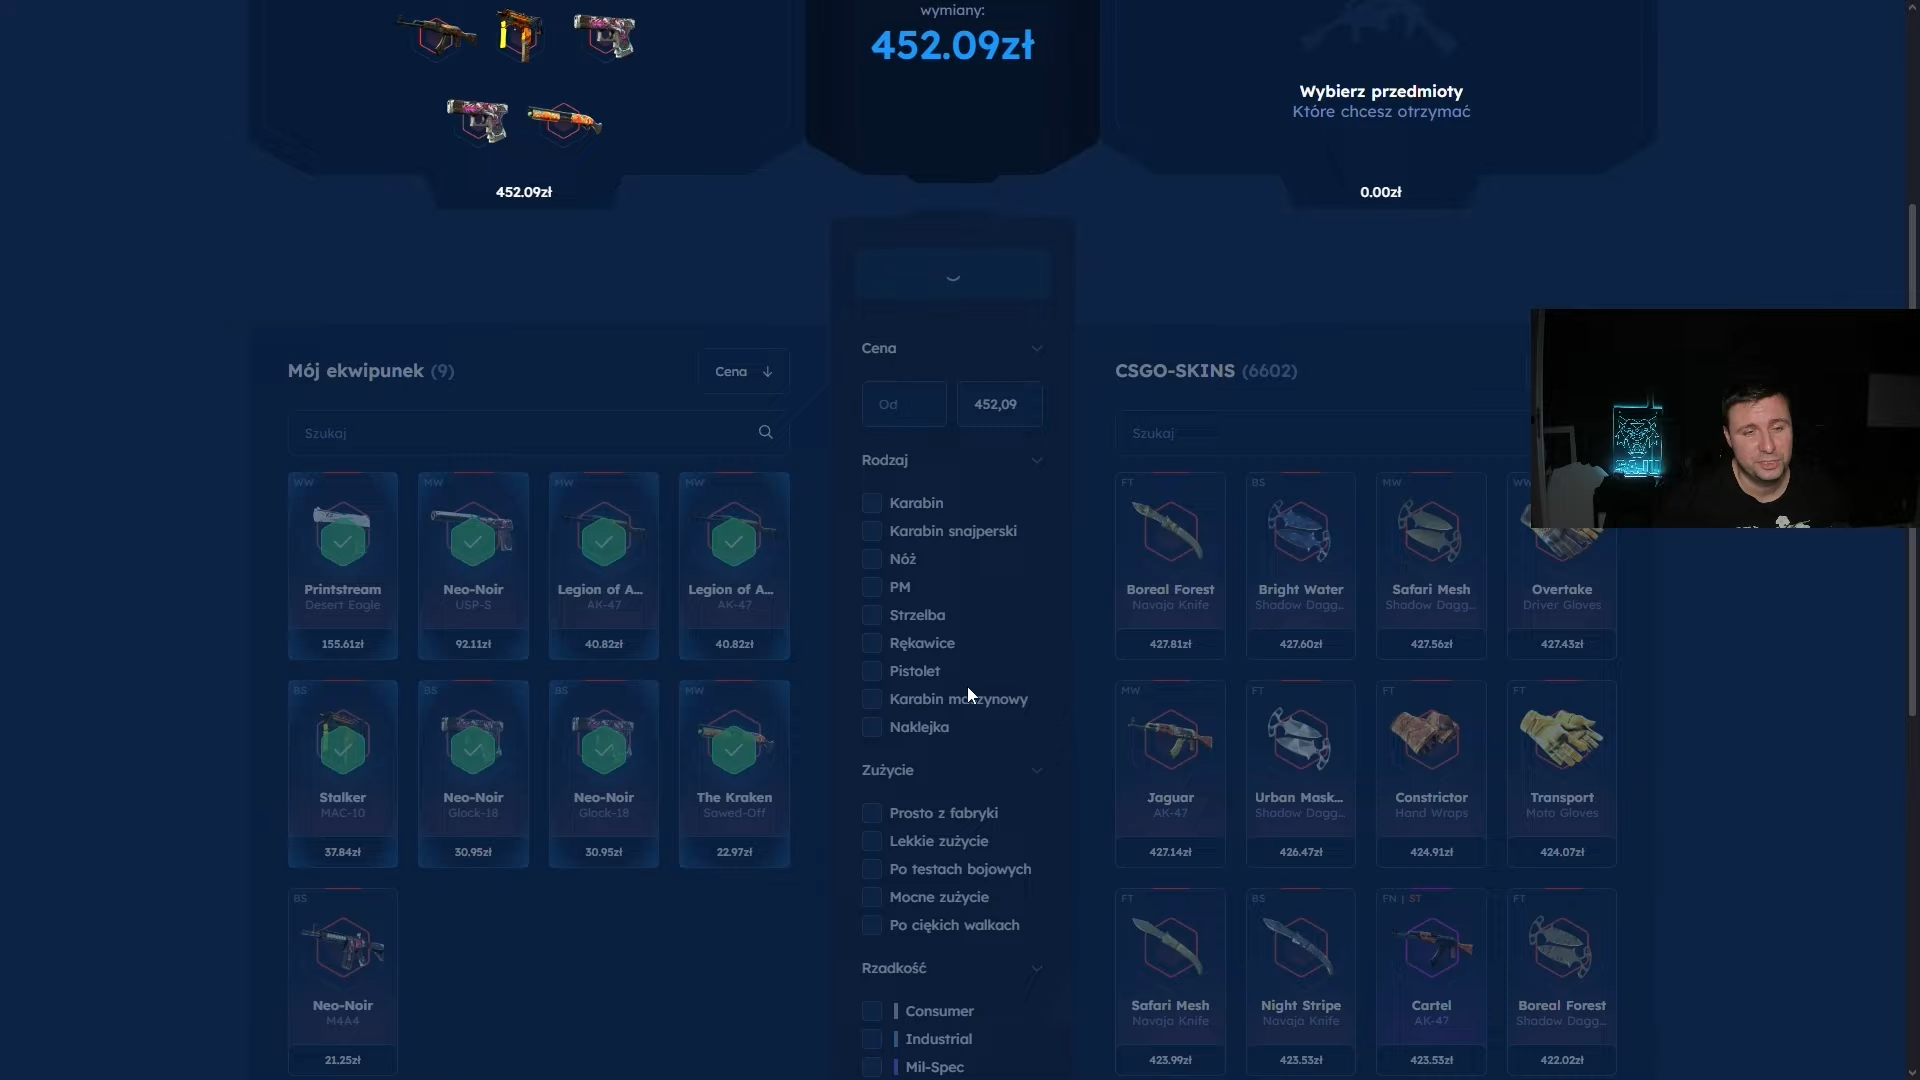 wymiany:
452.09zł
Wybierz przedmioty
Które chcesz otrzymać
452.09zł
0.00zł
Mój ekwipunek (9)
Cena
Szukaj
WW
Printstream
Desert Eagle
155.61zł
MW
Neo-Noir
USP-S
92.11zł
MW
Legion of A...
AK-47
40.82zł
MW
Legion of A...
AK-47
40.82zł
BS
Stalker
MAC-10
37.84zł
BS
Neo-Noir
Glock-18
30.95zł
BS
Neo-Noir
Glock-18
30.95zł
MW
The Kraken
Sawed-Off
22.97zł
BS
Neo-Noir
M4A4
21.25zł
Cena
Od
452,09
Rodzaj
Karabin
Karabin snajperski
Nóż
PM
Strzelba
Rękawice
Pistolet
Karabin maszynowy
Naklejka
Zużycie
Prosto z fabryki
Lekkie zużycie
Po testach bojowych
Mocne zużycie
Po ciękich walkach
Rzadkość
Consumer
Industrial
Mil-Spec
CSGO-SKINS (6602)
Szukaj
FT
Boreal Forest
Navaja Knife
427.81zł
BS
Bright Water
Shadow Dagg...
427.60zł
MW
Safari Mesh
Shadow Dagg...
427.56zł
WW
Overtake
Driver Gloves
427.43zł
MW
Jaguar
AK-47
427.14zł
FT
Urban Mask...
Shadow Dagg...
426.47zł
FT
Constrictor
Hand Wraps
424.91zł
FT
Transport
Moto Gloves
424.07zł
FT
Safari Mesh
Navaja Knife
423.99zł
BS
Night Stripe
Navaja Knife
423.53zł
FN | ST
Cartel
AK-47
423.53zł
FT
Boreal Forest
Shadow Dagg...
422.02zł